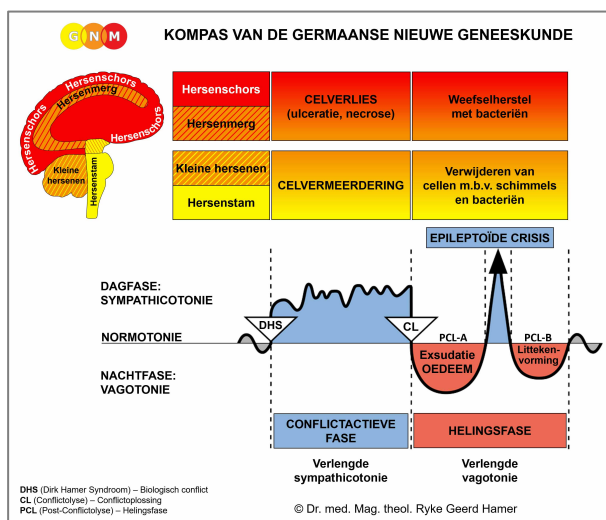 G N M
KOMPAS VAN DE GERMAANSE NIEUWE GENEESKUNDE
Hersenschors
Hersenmerg
Hersenschors
Hersenschors
Kleine
hersenen
Hersenstam
Hersenschors
Hersenmerg
CELVERLIES
(ulceratie, necrose)
Weefselherstel
met bacteriën
Kleine hersenen
Hersenstam
CELVERMEERDERING
Verwijderen van
cellen m.b.v. schimmels
en bacteriën
EPILEPTOÏDE CRISIS
DAGFASE:
SYMPATHICOTONIE
DHS
CL
NORMOTONIE
PCL-A
PCL-B
Exsudatie
OEDEEM
Litteken-
vorming
NACHTFASE:
VAGOTONIE
CONFLICTACTIEVE
FASE
HELINGSFASE
Verlengde
sympathicotonie
Verlengde
vagotonie
DHS (Dirk Hamer Syndroom) – Biologisch conflict
CL (Conflictolyse) – Conflictoplossing
PCL (Post-Conflictolyse) – Helingsfase
© Dr. med. Mag. theol. Ryke Geerd Hamer